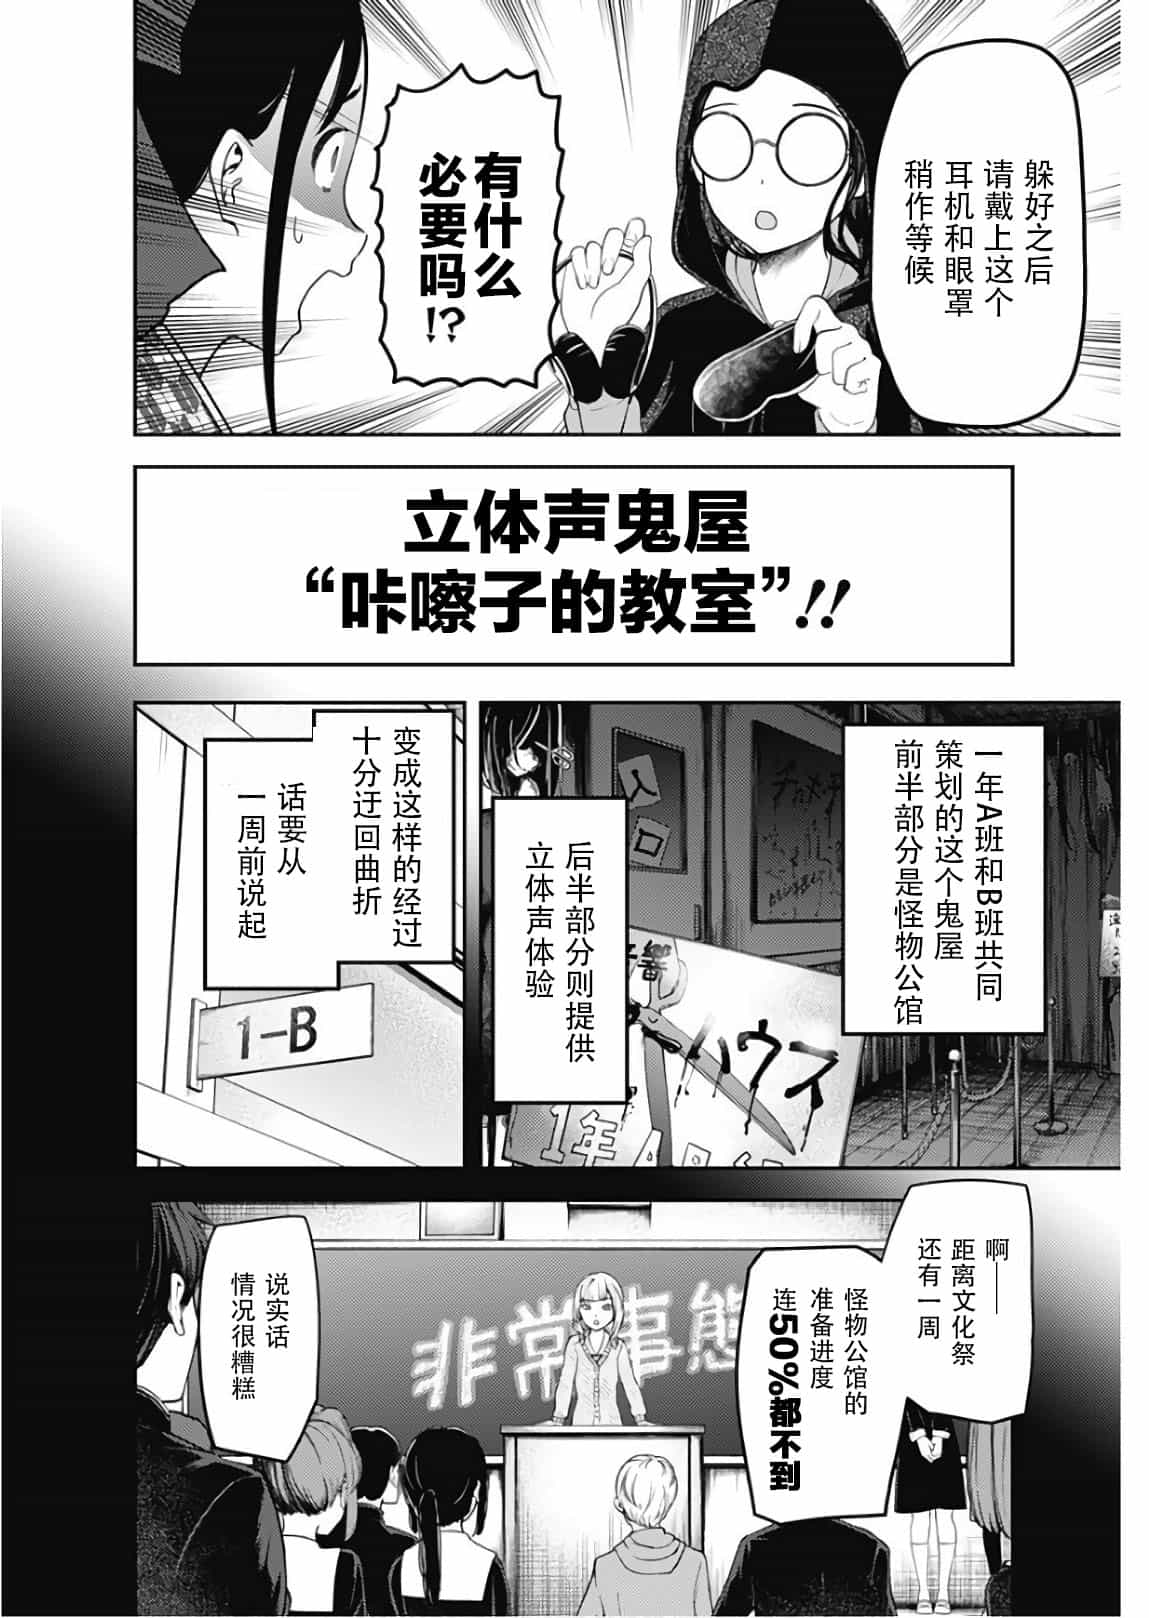 躲好之后
请戴上这个
耳机和眼罩
稍作等候
有什么
必要吗!?
立体声鬼屋
“咔嚓子的教室”!!
一年A班和B班共同
策划的这个鬼屋
前半部分是怪物公馆
入
口
響
ハウス
1年
后半部分则提供
立体声体验
变成这样的经过
十分迂回曲折
话要从
一周前说起
1-B
啊——
距离文化祭
还有一周
怪物公馆的
准备进度
连50%都不到
非常事態
说实话
情况很糟糕